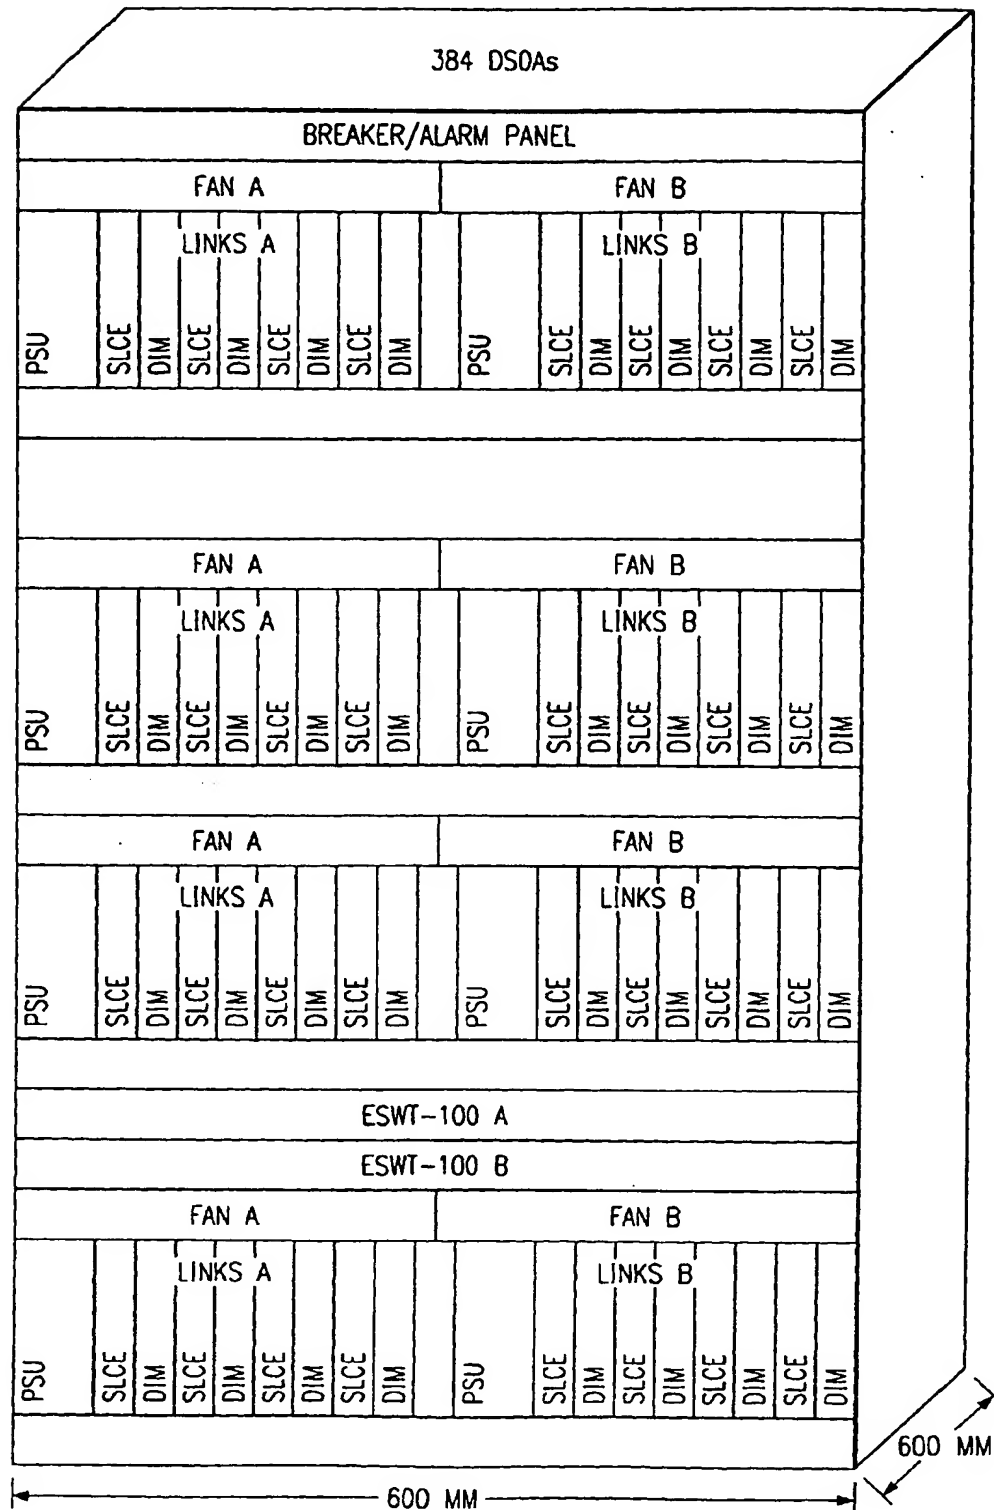 384 DS0As
BREAKER/ALARM PANEL
FAN A FAN B
LINKS A LINKS B
PSU SLCE DIM SLCE DIM SLCE DIM SLCE DIM PSU SLCE DIM SLCE DIM SLCE DIM SLCE DIM
FAN A FAN B
LINKS A LINKS B
PSU SLCE DIM SLCE DIM SLCE DIM SLCE DIM PSU SLCE DIM SLCE DIM SLCE DIM SLCE DIM
FAN A FAN B
LINKS A LINKS B
PSU SLCE DIM SLCE DIM SLCE DIM SLCE DIM PSU SLCE DIM SLCE DIM SLCE DIM SLCE DIM
ESWT-100 A
ESWT-100 B
FAN A FAN B
LINKS A LINKS B
PSU SLCE DIM SLCE DIM SLCE DIM SLCE DIM PSU SLCE DIM SLCE DIM SLCE DIM SLCE DIM
600 MM
600 MM